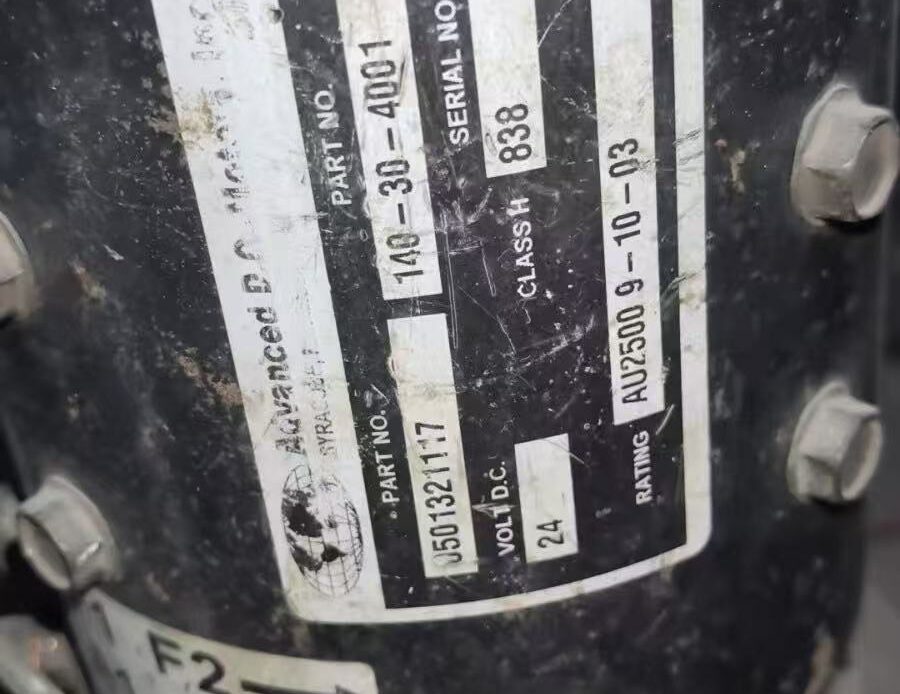 Advanced D.C.
PART NO.
PART NO.
0501321117
140-30-4001
VOLT D.C.
CLASS H
SERIAL NO
24
838
RATING
AU2500 9-10-03
F2